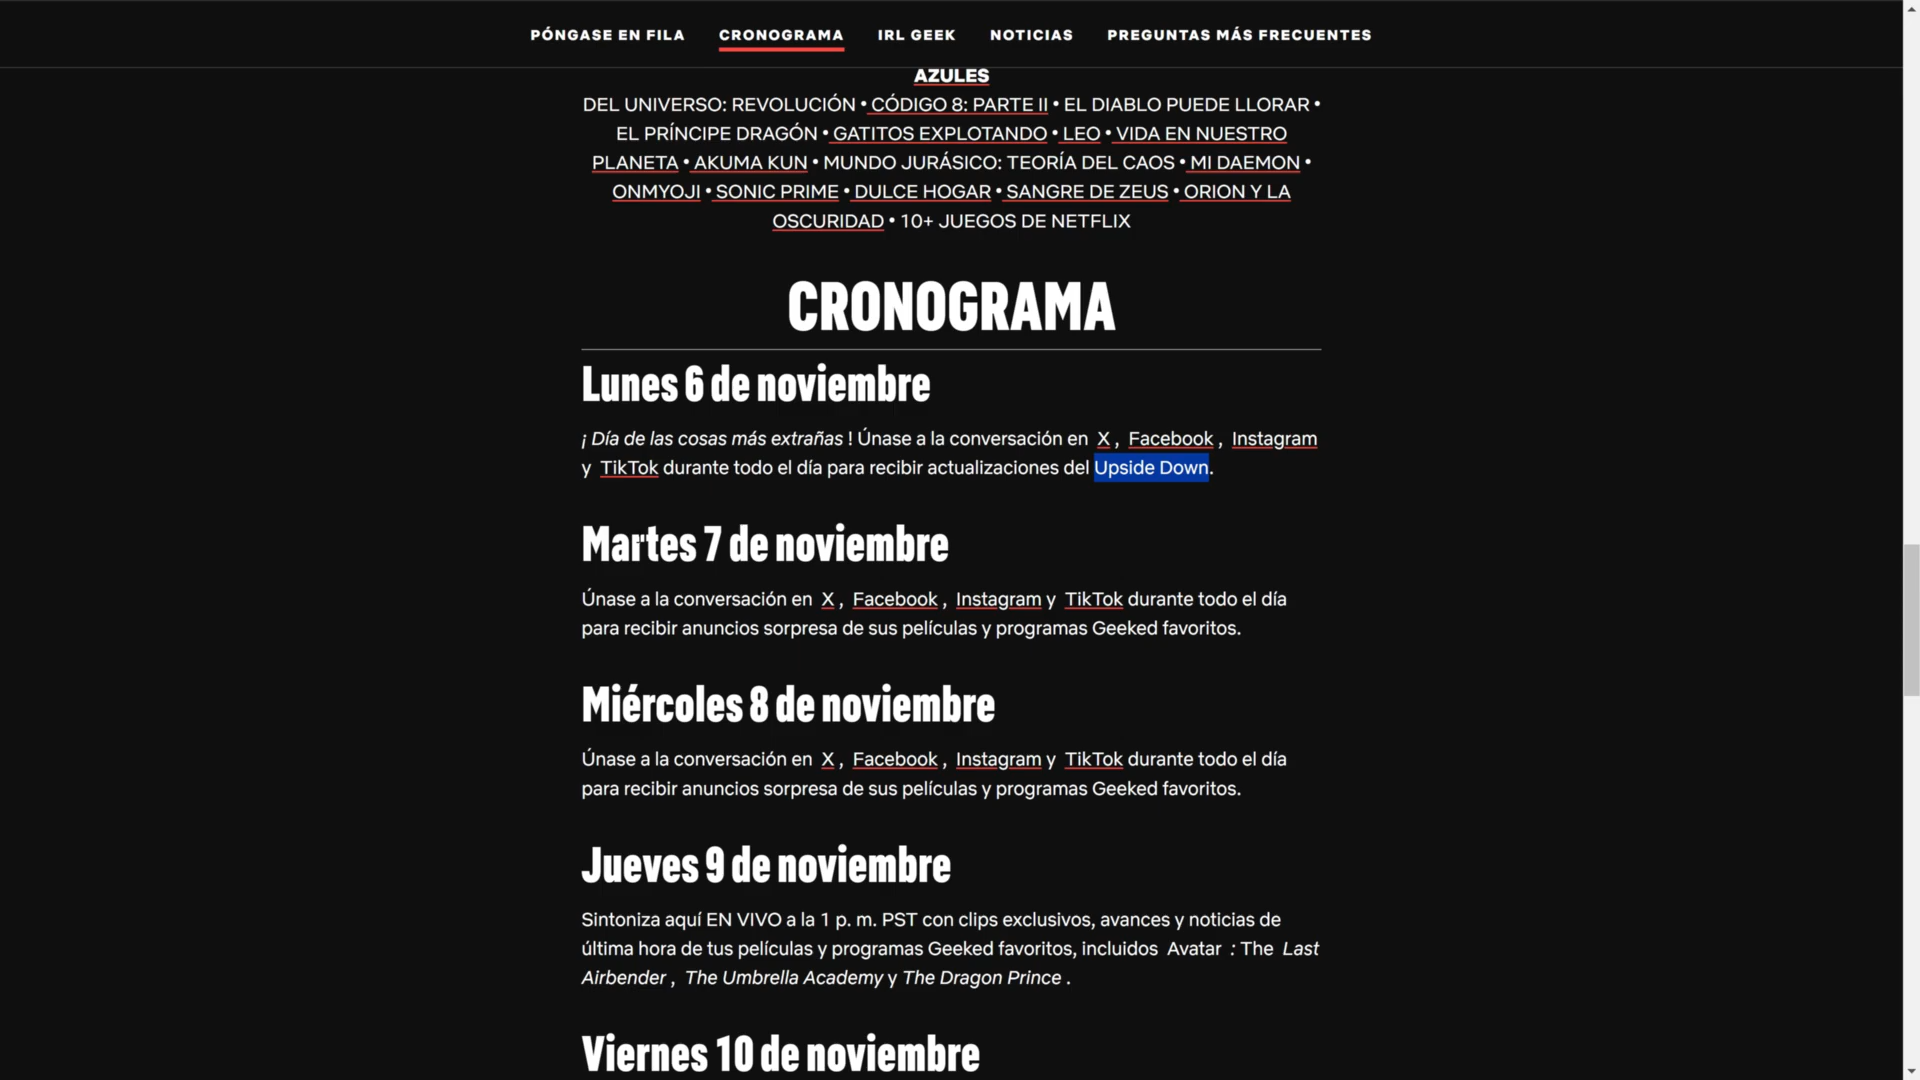 PÓNGASE EN FILA CRONOGRAMA IRL GEEK NOTICIAS PREGUNTAS MÁS FRECUENTES
AZULES
DEL UNIVERSO: REVOLUCIÓN • CÓDIGO 8: PARTE II • EL DIABLO PUEDE LLORAR •
EL PRÍNCIPE DRAGÓN • GATITOS EXPLOTANDO • LEO • VIDA EN NUESTRO
PLANETA • AKUMA KUN • MUNDO JURÁSICO: TEORÍA DEL CAOS • MI DAEMON •
ONMYOJI • SONIC PRIME • DULCE HOGAR • SANGRE DE ZEUS • ORION Y LA
OSCURIDAD • 10+ JUEGOS DE NETFLIX
CRONOGRAMA
Lunes 6 de noviembre
¡ Día de las cosas más extrañas ! Únase a la conversación en X , Facebook , Instagram
y TikTok durante todo el día para recibir actualizaciones del Upside Down.
Martes 7 de noviembre
Únase a la conversación en X , Facebook , Instagram y TikTok durante todo el día
para recibir anuncios sorpresa de sus películas y programas Geeked favoritos.
Miércoles 8 de noviembre
Únase a la conversación en X , Facebook , Instagram y TikTok durante todo el día
para recibir anuncios sorpresa de sus películas y programas Geeked favoritos.
Jueves 9 de noviembre
Sintoniza aquí EN VIVO a la 1 p. m. PST con clips exclusivos, avances y noticias de
última hora de tus películas y programas Geeked favoritos, incluidos Avatar : The Last
Airbender , The Umbrella Academy y The Dragon Prince .
Viernes 10 de noviembre